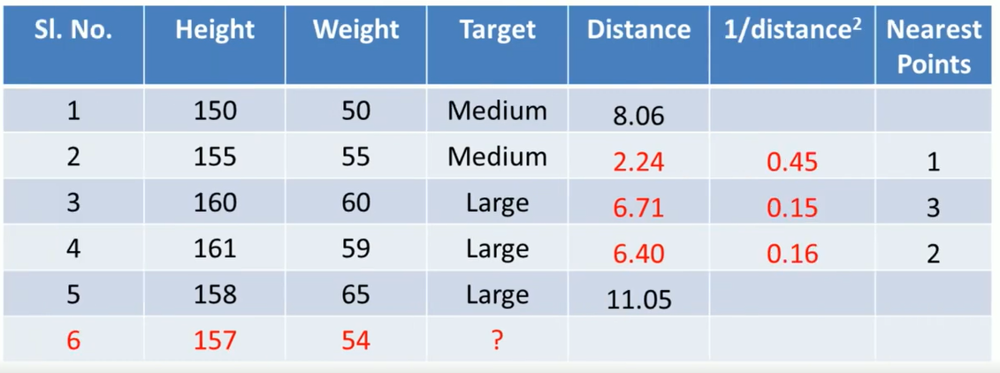 Sl. No. Height Weight Target Distance 1/distance² Nearest Points
1 150 50 Medium 8.06
2 155 55 Medium 2.24 0.45 1
3 160 60 Large 6.71 0.15 3
4 161 59 Large 6.40 0.16 2
5 158 65 Large 11.05
6 157 54 ?